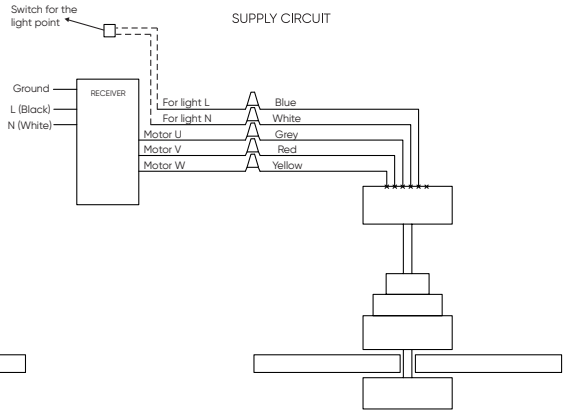 Switch for the
light point
SUPPLY CIRCUIT
Ground
L (Black)
N (White)
RECEIVER
For light L
Blue
For light N
White
Motor U
Grey
Motor V
Red
Motor W
Yellow